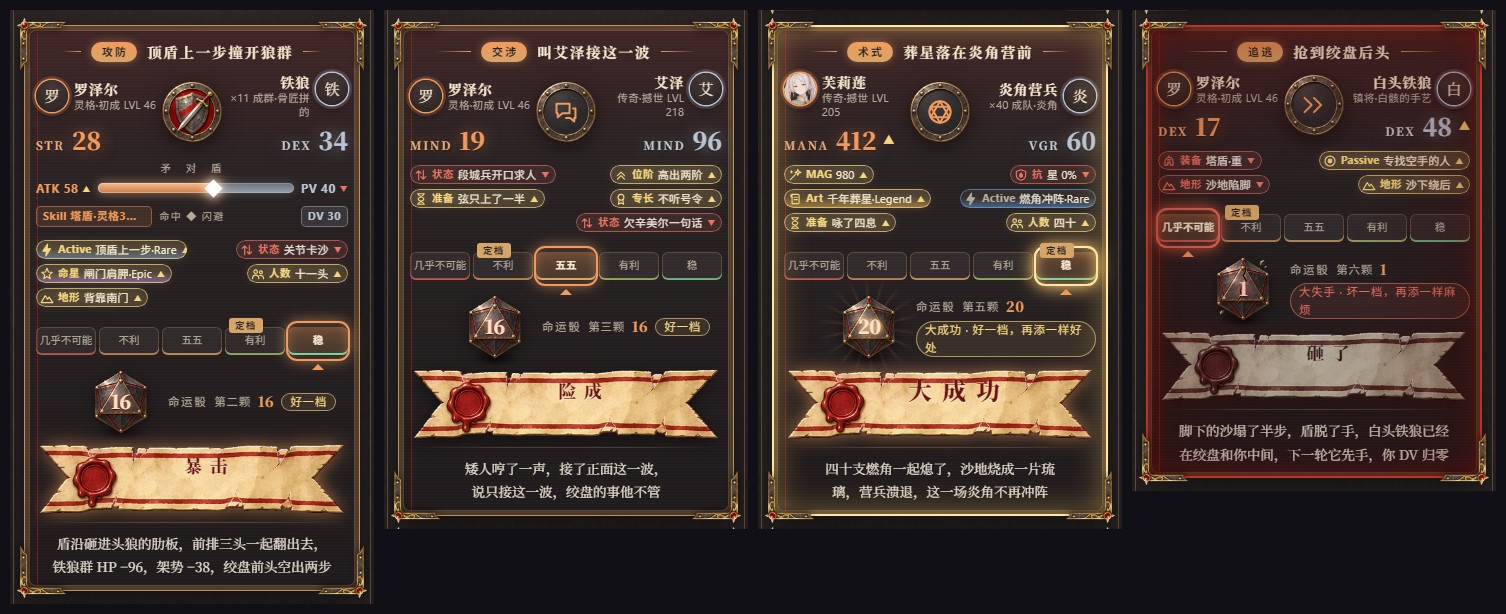 攻防 顶盾上一步撞开狼群
罗 罗泽尔
灵格·初成 LVL 46
铁狼 铁
×11 成群·骨匠拼
的
STR 28
DEX 34
矛 对 盾
ATK 58
PV 40
Skill 塔盾·灵格3...
命中 ◆ 闪避
DV 30
Active 顶盾上一步·Rare
状态 关节卡沙
命星 闸门肩胛·Epic
人数 十一头
地形 背靠南门
定档
几乎不可能 不利 五五 有利 稳
16
命运骰 第二颗 16 好一档
暴击
盾沿砸进头狼的肋板，前排三头一起翻出去，
铁狼群 HP −96，架势 −38，绞盘前头空出两步
交涉 叫艾泽接这一波
罗 罗泽尔
灵格·初成 LVL 46
艾泽 艾
传奇·撼世 LVL
218
MIND 19
MIND 96
状态 段城兵开口求人
位阶 高出两阶
准备 弦只上了一半
专长 不听号令
状态 欠辛美尔一句话
定档
几乎不可能 不利 五五 有利 稳
16
命运骰 第三颗 16 好一档
险成
矮人哼了一声，接了正面这一波，
说只接这一波，绞盘的事他不管
术式 葬星落在炎角营前
芙莉莲
传奇·撼世 LVL
205
炎角营兵 炎
×40 成队·炎角
MANA 412
VGR 60
MAG 980
抗 星 0%
Art 千年葬星·Legend
Active 燃角冲阵·Rare
准备 咏了四息
人数 四十
定档
几乎不可能 不利 五五 有利 稳
20
命运骰 第五颗 20
大成功 · 好一档，再添一样好
处
大成功
四十支燃角一起熄了，沙地烧成一片琉
璃，营兵溃退，这一场炎角不再冲阵
追逃 抢到绞盘后头
罗 罗泽尔
灵格·初成 LVL 46
白头铁狼 白
镇将·白骸的手艺
DEX 17
DEX 48
装备 塔盾·重
Passive 专找空手的人
地形 沙地陷脚
地形 沙下绕后
定档
几乎不可能 不利 五五 有利 稳
1
命运骰 第六颗 1
大失手 · 坏一档，再添一样麻
烦
砸了
脚下的沙塌了半步，盾脱了手，白头铁狼已经
在绞盘和你中间，下一轮它先手，你 DV 归零